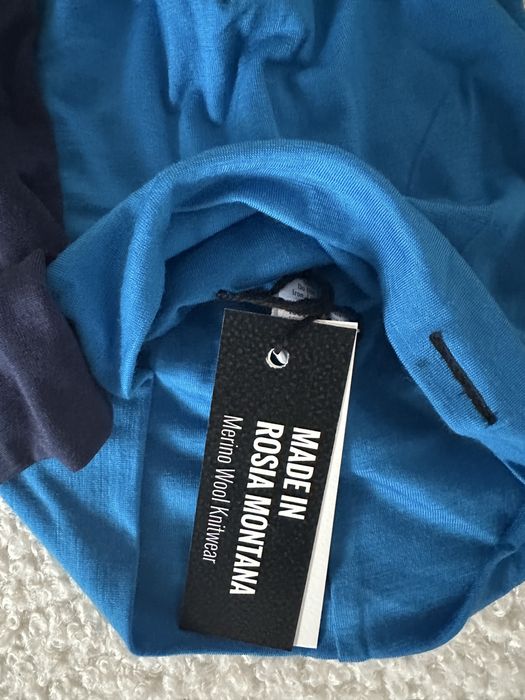 MADE IN
ROSIA MONTANA
Merino Wool Knitwear